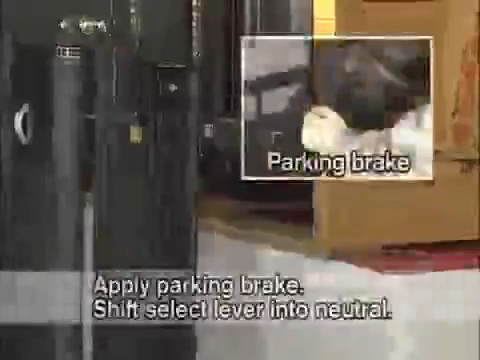 Parking brake
Apply parking brake.
Shift select lever into neutral.